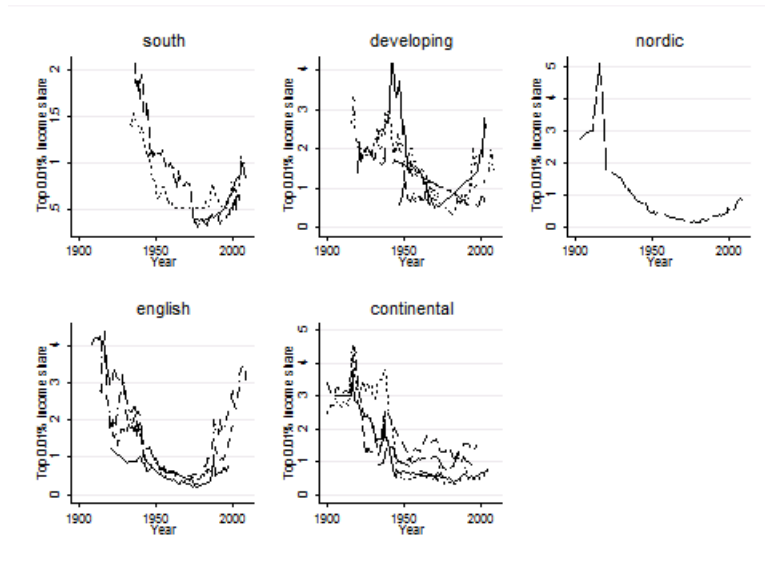 south
developing
nordic
Top 0.01% Income share
.5
1
1.5
2
1900
1950
2000
Year
Top 0.01% Income share
0
1
2
3
4
1900
1950
2000
Year
Top 0.01% Income share
0
1
2
3
4
5
1900
1950
2000
Year
english
continental
Top 0.01% Income share
0
1
2
3
4
1900
1950
2000
Year
Top 0.01% Income share
0
1
2
3
4
5
1900
1950
2000
Year